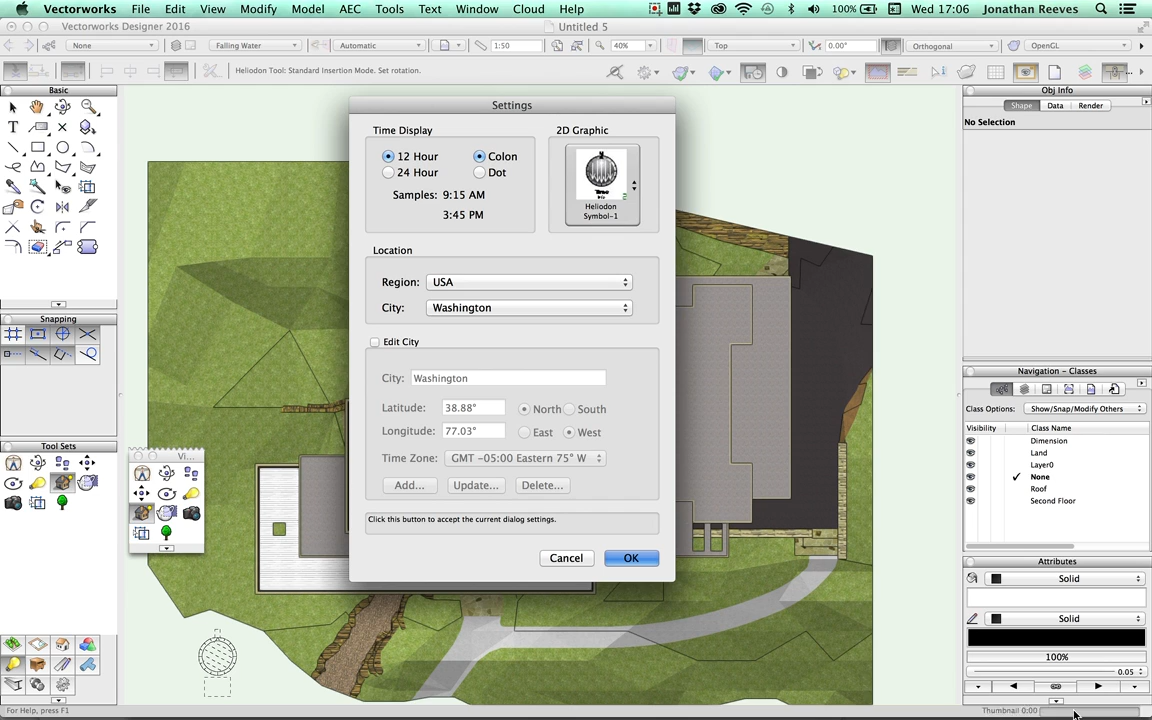 Vectorworks File Edit View Modify Model AEC Tools Text Window Cloud Help 100% Wed 17:06 Jonathan Reeves
Vectorworks Designer 2016 Untitled 5
None Falling Water Automatic 1:50 40% Top 0.00° Orthogonal OpenGL
Heliodon Tool: Standard Insertion Mode. Set rotation.
Basic
Snapping
Tool Sets
Vi...
Settings
Time Display
12 Hour Colon
24 Hour Dot
Samples: 9:15 AM
3:45 PM
2D Graphic
Heliodon
Symbol-1
Location
Region: USA
City: Washington
Edit City
City: Washington
Latitude: 38.88° North South
Longitude: 77.03° East West
Time Zone: GMT -05:00 Eastern 75° W
Add... Update... Delete...
Click this button to accept the current dialog settings.
Cancel OK
Obj Info
Shape Data Render
No Selection
Navigation - Classes
Class Options: Show/Snap/Modify Others
Visibility Class Name
Dimension
Land
Layer0
None
Roof
Second Floor
Attributes
Solid
Solid
100%
0.05
For Help, press F1
Thumbnail 0:00